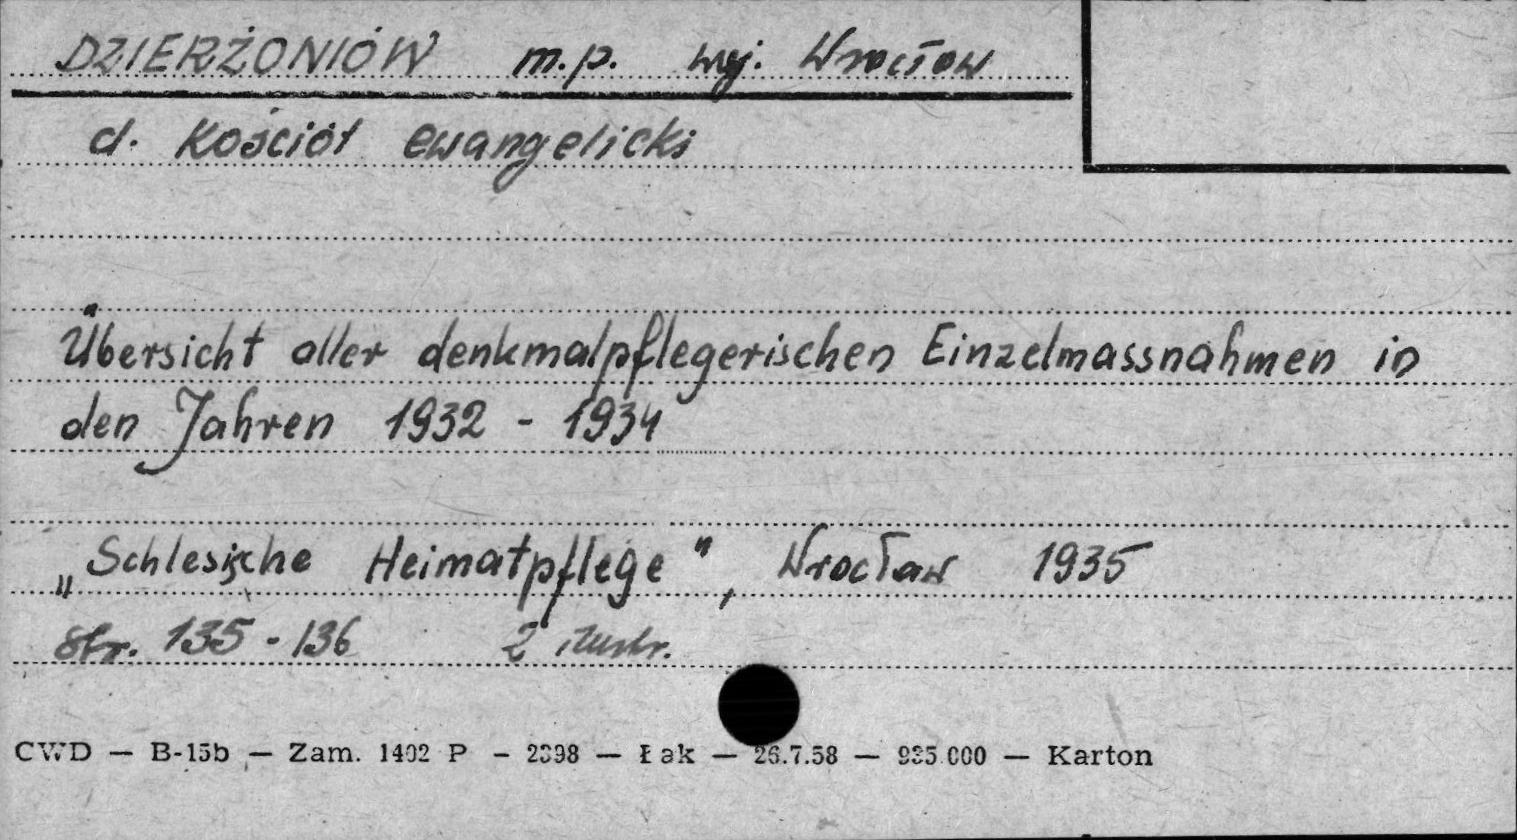 DZIERŻONIÓW m.p. woj. Wrocław
d. Kościół ewangelicki
Übersicht aller denkmalpflegerischen Einzelmassnahmen in
den Jahren 1932 - 1934
„Schlesische Heimatpflege", Wrocław 1935
str. 135 - 136 2 ilustr.
CWD — B-15b — Zam. 1402 P — 2398 — Łak — 26.7.58 — 935.000 — Karton